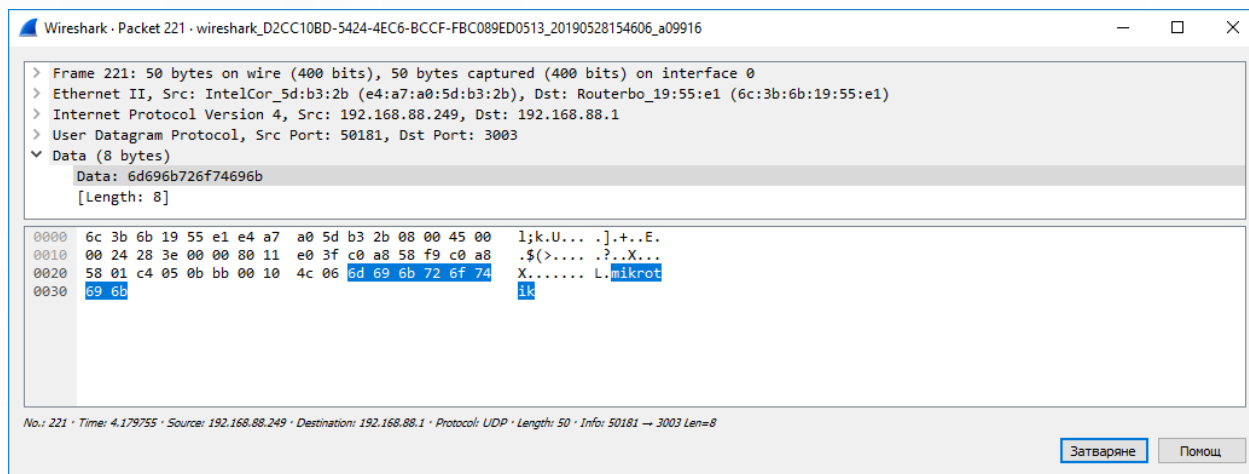 Wireshark · Packet 221 · wireshark_D2CC10BD-5424-4EC6-BCCF-FBC089ED0513_20190528154606_a09916
> Frame 221: 50 bytes on wire (400 bits), 50 bytes captured (400 bits) on interface 0
> Ethernet II, Src: IntelCor_5d:b3:2b (e4:a7:a0:5d:b3:2b), Dst: Routerbo_19:55:e1 (6c:3b:6b:19:55:e1)
> Internet Protocol Version 4, Src: 192.168.88.249, Dst: 192.168.88.1
> User Datagram Protocol, Src Port: 50181, Dst Port: 3003
Data (8 bytes)
Data: 6d696b726f74696b
[Length: 8]
0000 6c 3b 6b 19 55 e1 e4 a7 a0 5d b3 2b 08 00 45 00 l;k.U... .].+..E.
0010 00 24 28 3e 00 00 80 11 e0 3f c0 a8 58 f9 c0 a8 .$(>.... .?..X...
0020 58 01 c4 05 0b bb 00 10 4c 06 6d 69 6b 72 6f 74 X....... L.mikrot
0030 69 6b ik
No.: 221 · Time: 4.179755 · Source: 192.168.88.249 · Destination: 192.168.88.1 · Protocol: UDP · Length: 50 · Info: 50181 → 3003 Len=8
Затваряне Помощ